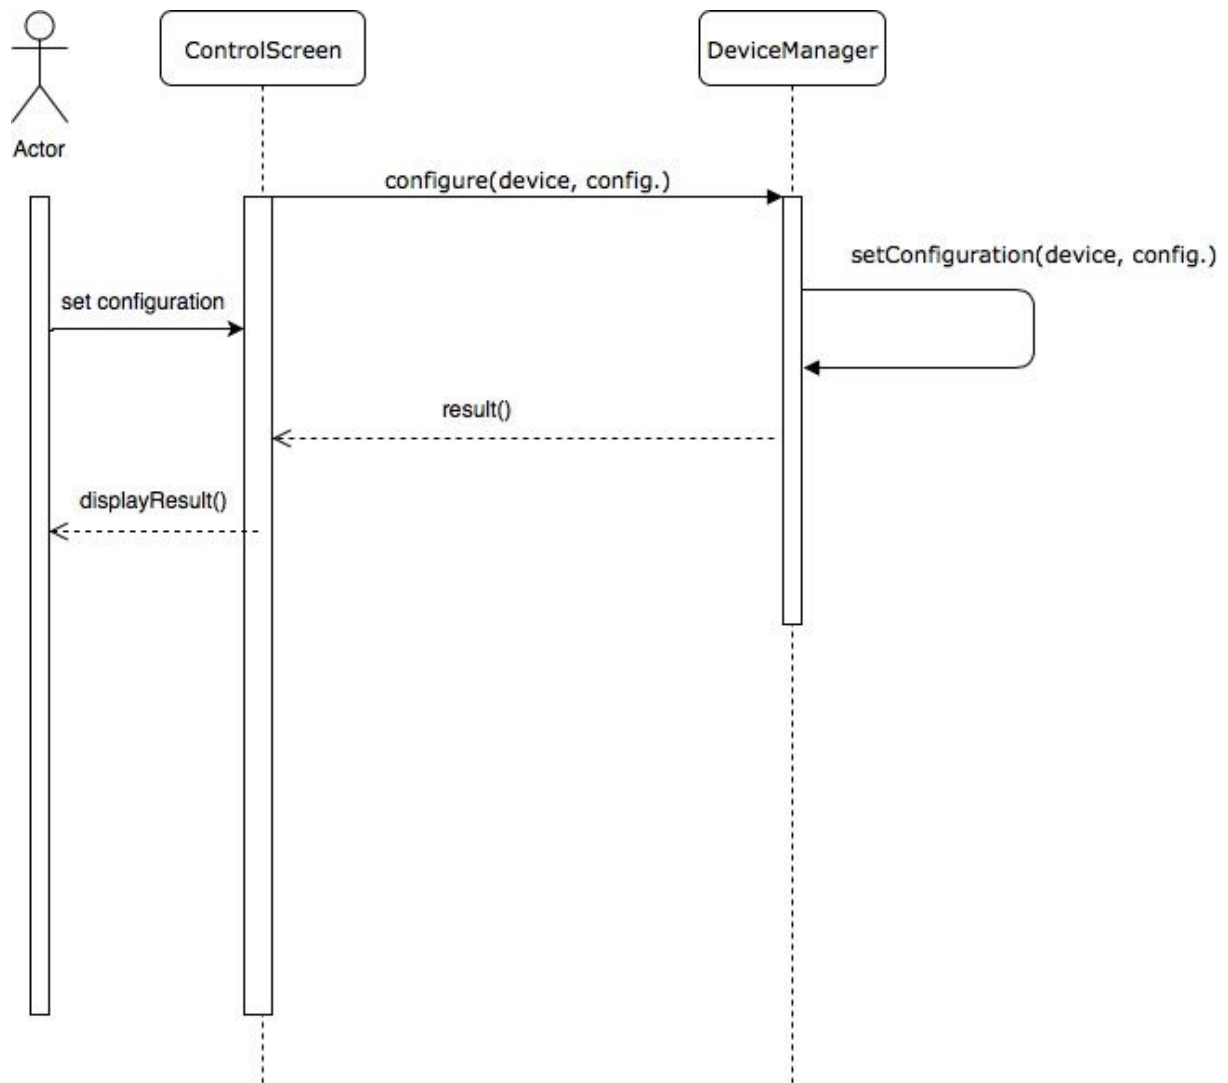 ControlScreen
DeviceManager
Actor
configure(device, config.)
setConfiguration(device, config.)
set configuration
result()
displayResult()